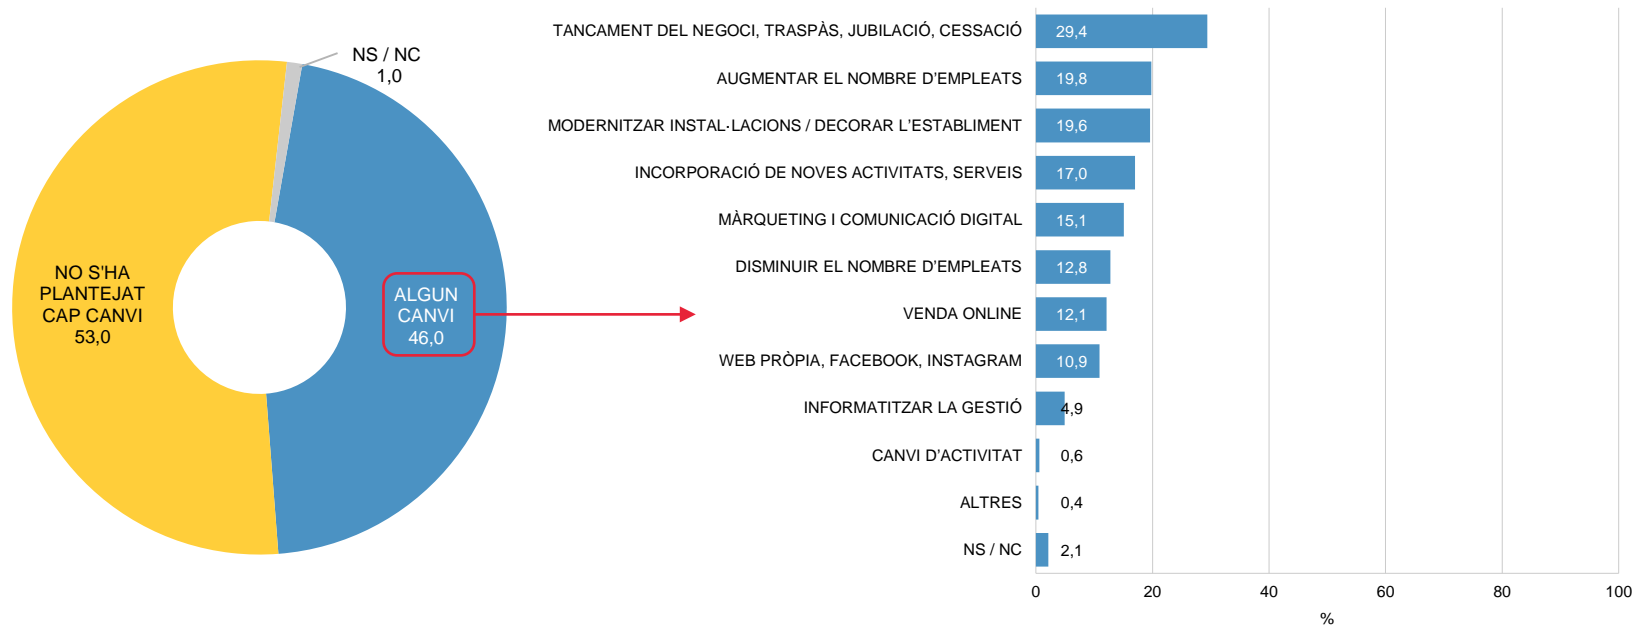 NS / NC
1,0
NO S'HA
PLANTEJAT
CAP CANVI
53,0
ALGUN
CANVI
46,0
TANCAMENT DEL NEGOCI, TRASPÀS, JUBILACIÓ, CESSACIÓ 29,4
AUGMENTAR EL NOMBRE D'EMPLEATS 19,8
MODERNITZAR INSTAL·LACIONS / DECORAR L'ESTABLIMENT 19,6
INCORPORACIÓ DE NOVES ACTIVITATS, SERVEIS 17,0
MÀRQUETING I COMUNICACIÓ DIGITAL 15,1
DISMINUIR EL NOMBRE D'EMPLEATS 12,8
VENDA ONLINE 12,1
WEB PRÒPIA, FACEBOOK, INSTAGRAM 10,9
INFORMATITZAR LA GESTIÓ 4,9
CANVI D'ACTIVITAT 0,6
ALTRES 0,4
NS / NC 2,1
0 20 40 60 80 100
%